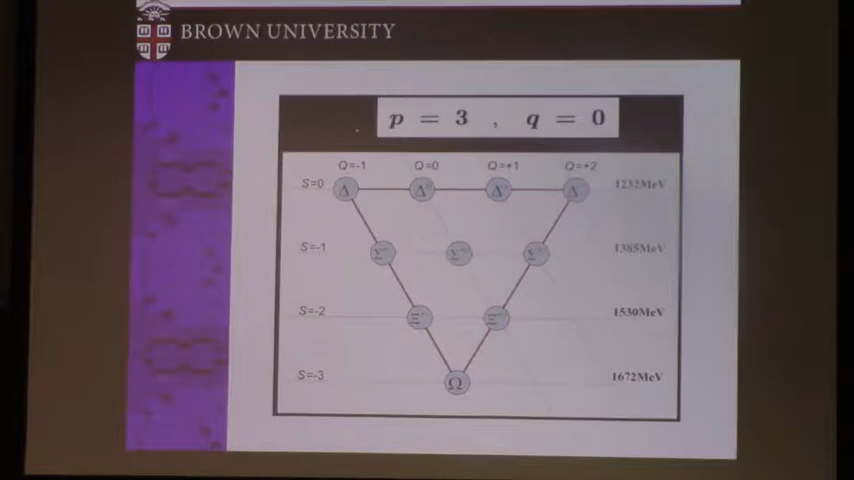 BROWN UNIVERSITY
p = 3 , q = 0
Q=-1 Q=0 Q=+1 Q=+2
S=0 Δ Δ Δ Δ 1232MeV
S=-1 Σ Σ Σ 1385MeV
S=-2 Ξ Ξ 1530MeV
S=-3 Ω 1672MeV